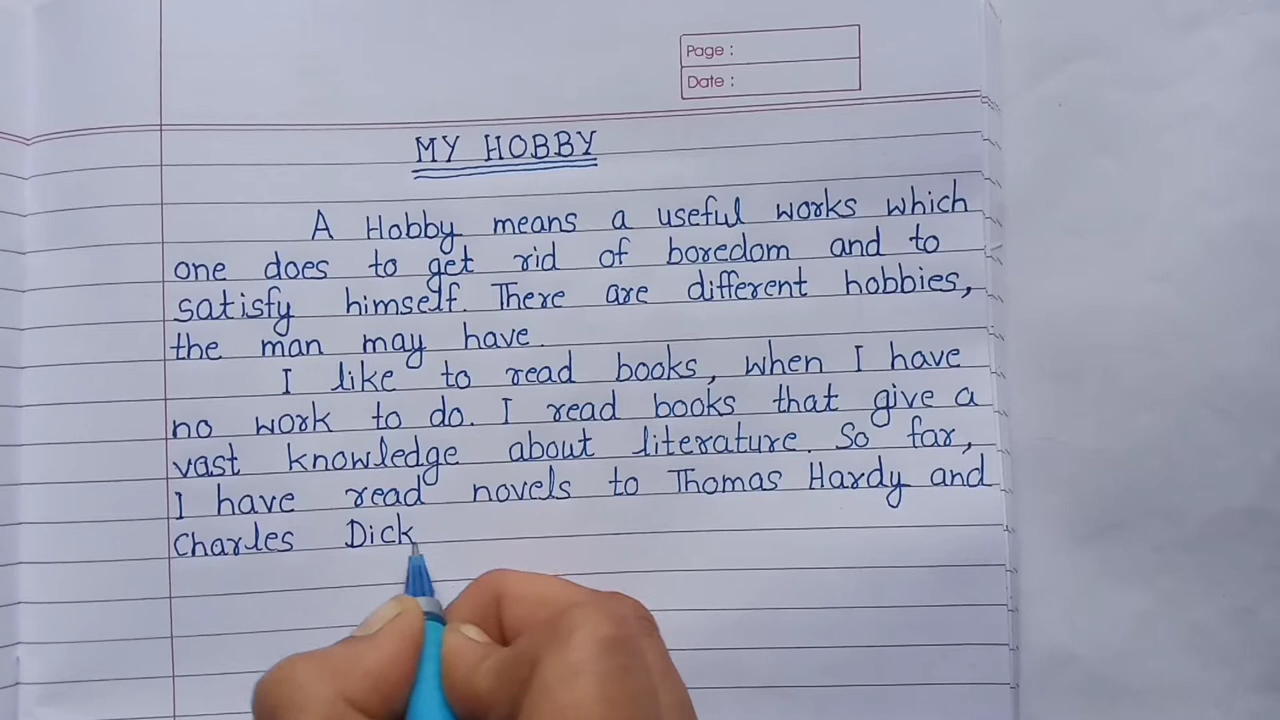 Page :
Date :
MY HOBBY
A Hobby means a useful works which
one does to get rid of boredom and to
satisfy himself. There are different hobbies,
the man may have.
I like to read books, when I have
no work to do. I read books that give a
vast knowledge about literature. So far,
I have read novels to Thomas Hardy and
Charles Dick